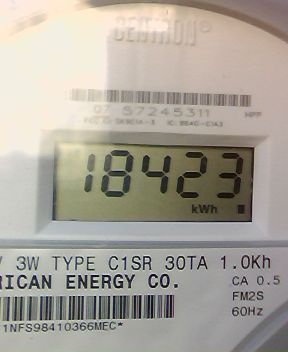 CENTRON®
07 57245311
18423
kWh
V 3W TYPE C1SR 30TA 1.0Kh
RICAN ENERGY CO. CA 0.5
FM2S
60Hz
1NFS98410366MEC*